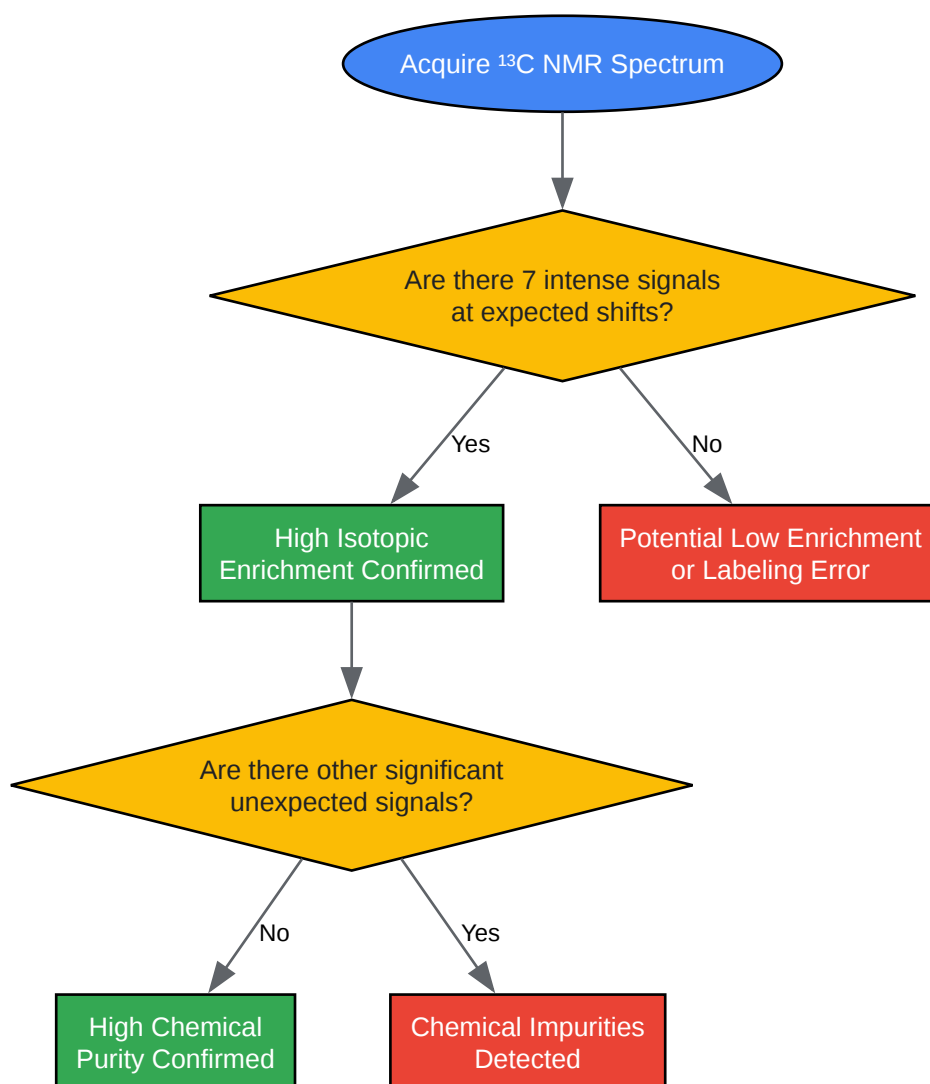 Acquire ¹³C NMR Spectrum
Are there 7 intense signals
at expected shifts?
Yes
No
High Isotopic
Enrichment Confirmed
Potential Low Enrichment
or Labeling Error
Are there other significant
unexpected signals?
No
Yes
High Chemical
Purity Confirmed
Chemical Impurities
Detected